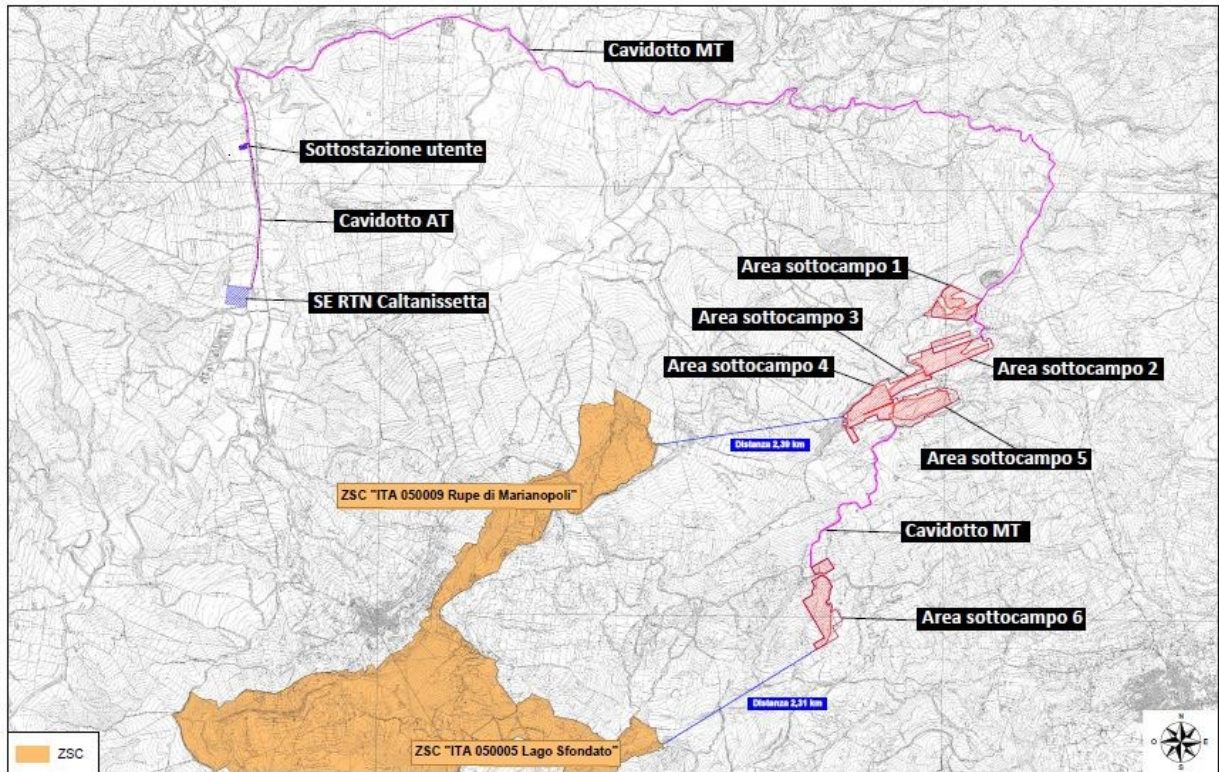 Cavidotto MT
Sottostazione utente
Cavidotto AT
SE RTN Caltanissetta
Area sottocampo 1
Area sottocampo 3
Area sottocampo 4
Area sottocampo 2
Distanza 2,39 km
Area sottocampo 5
ZSC "ITA 050009 Rupe di Marianopoli"
Cavidotto MT
Area sottocampo 6
Distanza 2,31 km
ZSC "ITA 050005 Lago Sfondato"
ZSC
N
O E
S